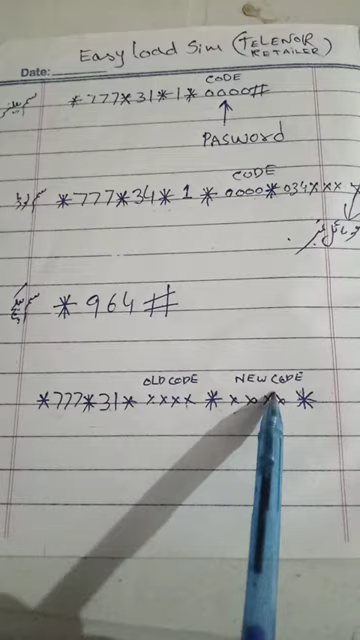 Easy load Sim (TELENOR RETAILER)
Date:
CODE
*777*31*1*0000#
PASWORD
CODE
*777*34*1*0000*034xxx
*964#
OLD CODE NEW CODE
*777*31*xxxx*xxxx*